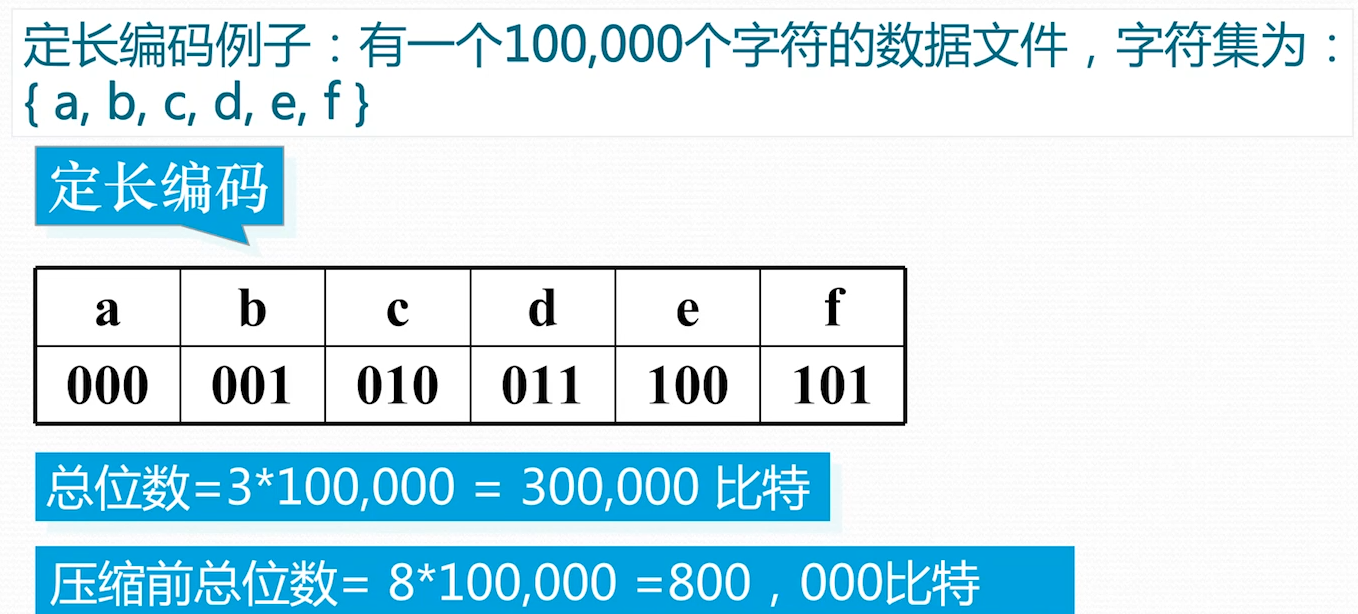 定长编码例子：有一个100,000个字符的数据文件，字符集为：
{ a, b, c, d, e, f }
定长编码
a b c d e f
000 001 010 011 100 101
总位数=3*100,000 = 300,000 比特
压缩前总位数= 8*100,000 =800，000比特